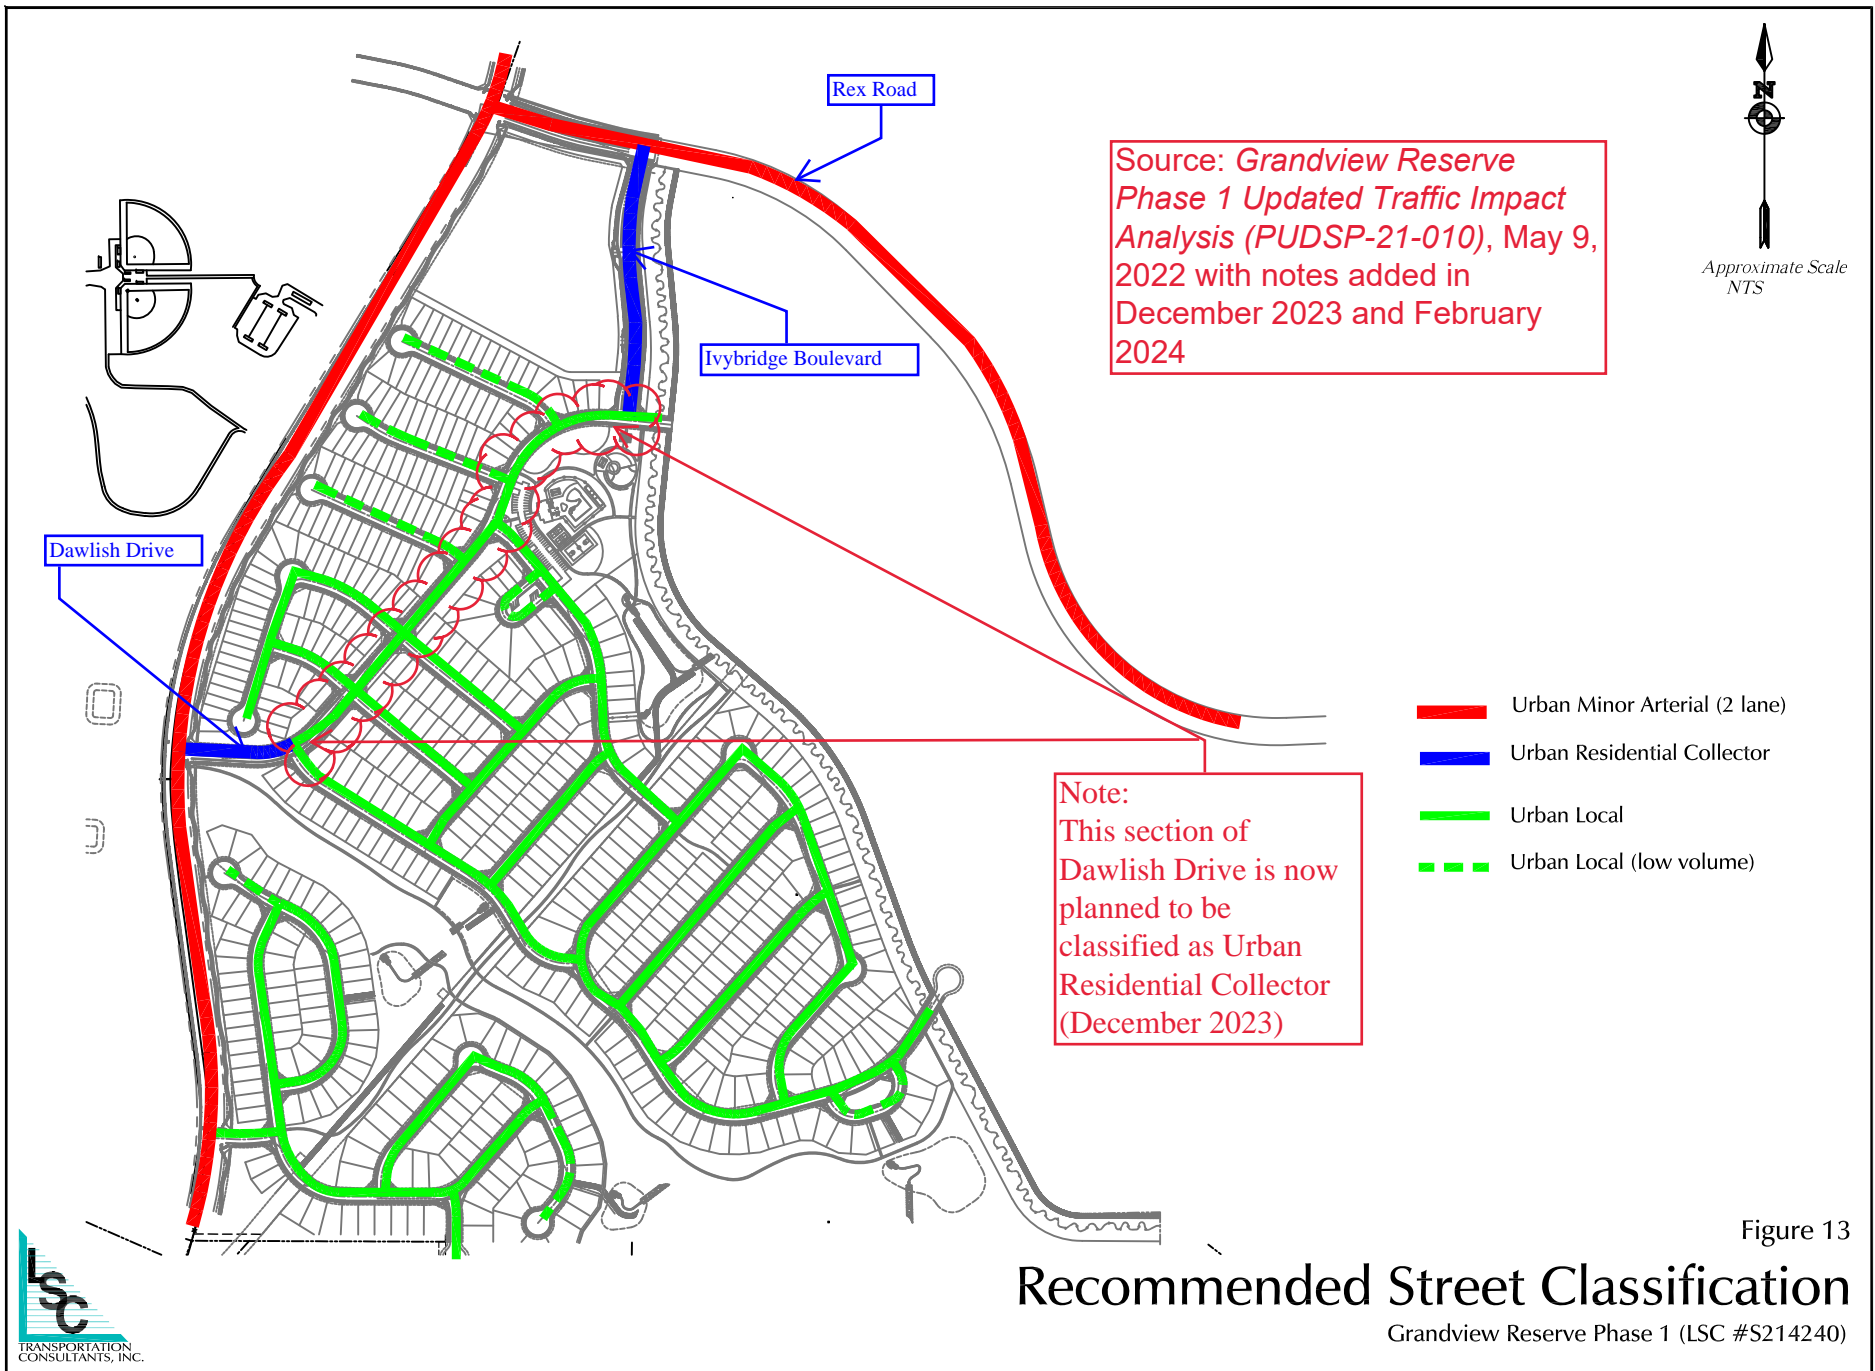 Rex Road
N
Source: Grandview Reserve
Phase 1 Updated Traffic Impact
Analysis (PUDSP-21-010), May 9,
2022 with notes added in
December 2023 and February
2024
Approximate Scale
NTS
Ivybridge Boulevard
Dawlish Drive
Urban Minor Arterial (2 lane)
Urban Residential Collector
Urban Local
Urban Local (low volume)
Note:
This section of
Dawlish Drive is now
planned to be
classified as Urban
Residential Collector
(December 2023)
Figure 13
Recommended Street Classification
Grandview Reserve Phase 1 (LSC #S214240)
LSC
TRANSPORTATION
CONSULTANTS, INC.